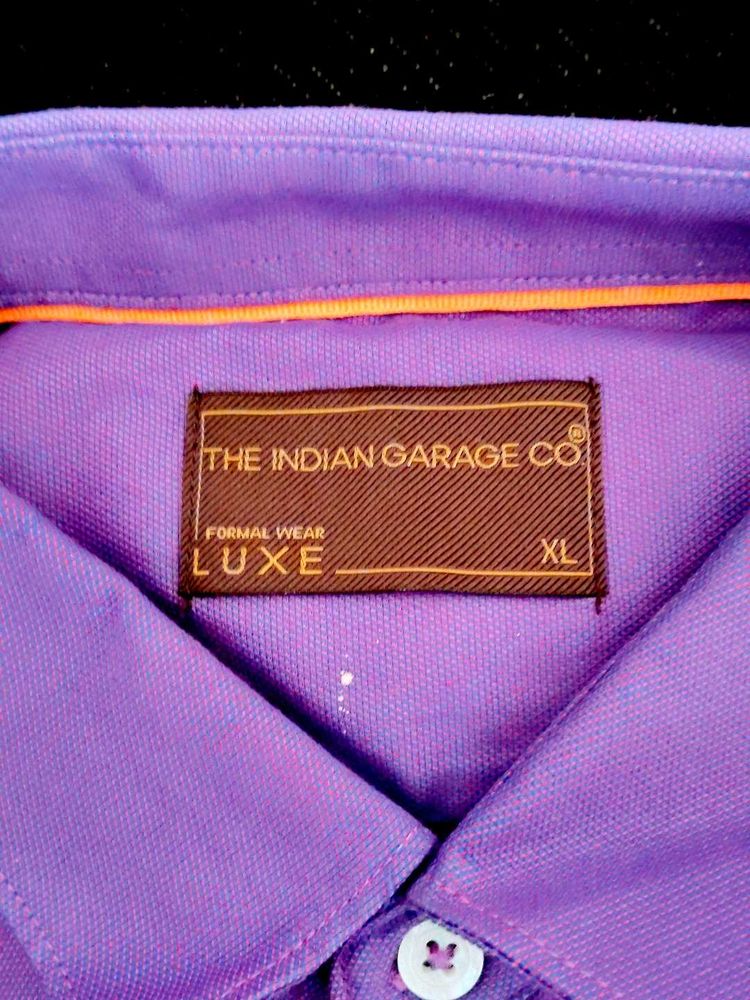 THE INDIAN GARAGE CO®
FORMAL WEAR
LUXE XL